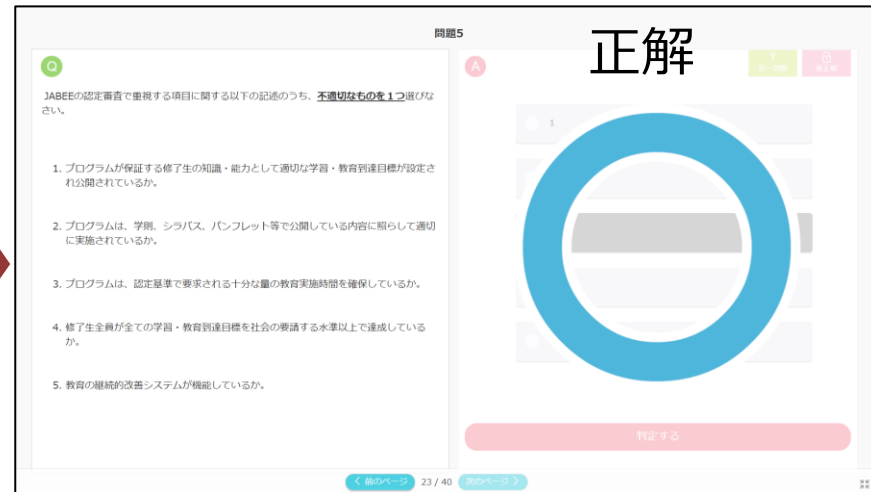 問題5
正解
Q
JABEEの認定審査で重視する項目に関する以下の記述のうち、不適切なものを１つ選びな
さい。
1. プログラムが保証する修了生の知識・能力として適切な学習・教育到達目標が設定さ
れ公開されているか。
2. プログラムは、学則、シラバス、パンフレット等で公開している内容に照らして適切
に実施されているか。
3. プログラムは、認定基準で要求される十分な量の教育実施時間を確保しているか。
4. 修了生全員が全ての学習・教育到達目標を社会の要請する水準以上で達成している
か。
5. 教育の継続的改善システムが機能しているか。
A
1
判定する
く 前のページ
23 / 40
次のページ 〉